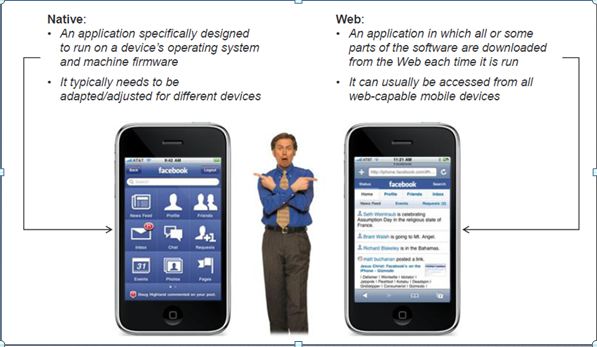 Native:
• An application specifically designed
to run on a device's operating system
and machine firmware
• It typically needs to be
adapted/adjusted for different devices
Web:
• An application in which all or some
parts of the software are downloaded
from the Web each time it is run
• It can usually be accessed from all
web-capable mobile devices
AT&T 9:42 AM
Back facebook Logout
Search
News Feed Profile Friends
Inbox Chat Requests
31
Events Photos Pages
Doug Highland commented on your post.
AT&T 11:21 AM
http://iphone.facebook.com/#/
Status facebook Search
Home Profile Friends Inbox
News Feed Events Requests (8)
Seth Weintraub is celebrating
Assumption Day in the religious state of
France.
Brant Walsh is going to Mt. Angel.
Richard Blakeley is in the Bahamas.
Matt buchanan posted a link.
Jesus Christ: Facebook's on the
iPhone - Gizmodo